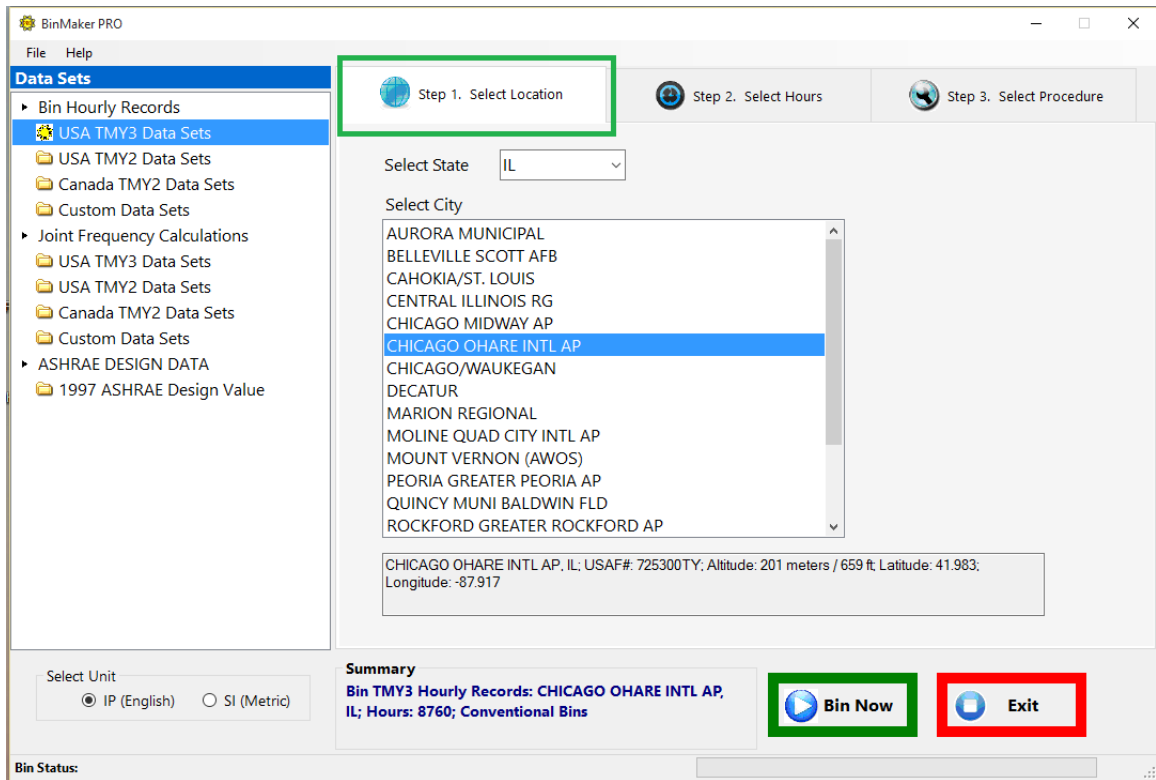 BinMaker PRO
File Help
Data Sets
Bin Hourly Records
USA TMY3 Data Sets
USA TMY2 Data Sets
Canada TMY2 Data Sets
Custom Data Sets
Joint Frequency Calculations
USA TMY3 Data Sets
USA TMY2 Data Sets
Canada TMY2 Data Sets
Custom Data Sets
ASHRAE DESIGN DATA
1997 ASHRAE Design Value
Step 1. Select Location
Step 2. Select Hours
Step 3. Select Procedure
Select State IL
Select City
AURORA MUNICIPAL
BELLEVILLE SCOTT AFB
CAHOKIA/ST. LOUIS
CENTRAL ILLINOIS RG
CHICAGO MIDWAY AP
CHICAGO OHARE INTL AP
CHICAGO/WAUKEGAN
DECATUR
MARION REGIONAL
MOLINE QUAD CITY INTL AP
MOUNT VERNON (AWOS)
PEORIA GREATER PEORIA AP
QUINCY MUNI BALDWIN FLD
ROCKFORD GREATER ROCKFORD AP
CHICAGO OHARE INTL AP, IL; USAF#: 725300TY; Altitude: 201 meters / 659 ft; Latitude: 41.983;
Longitude: -87.917
Select Unit
IP (English) SI (Metric)
Summary
Bin TMY3 Hourly Records: CHICAGO OHARE INTL AP,
IL; Hours: 8760; Conventional Bins
Bin Now
Exit
Bin Status: